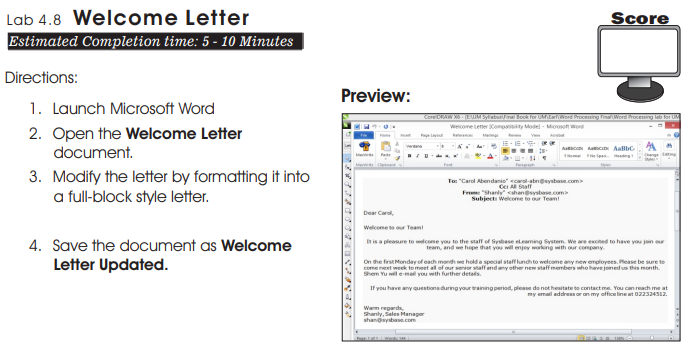 Lab 4.8 Welcome Letter
Estimated Completion time: 5 - 10 Minutes
Score
Directions:
1. Launch Microsoft Word
2. Open the Welcome Letter
document.
3. Modify the letter by formatting it into
a full-block style letter.
4. Save the document as Welcome
Letter Updated.
Preview:
CorelDRAW X6 - [E:\IJM Syllabus\Final Book for IJM\Earl\Word Processing Final\Word Processing lab for IJM
Welcome Letter [Compatibility Mode] - Microsoft Word
File Home Insert Page Layout References Mailings Review View Acrobat
Verdana
MathWrite Paste
AaBbCcDc AaBbCcDc AaBbC
¶ Normal ¶ No Spaci... Heading 1 Change Styles Editing
MathWrite Clipboard Font Paragraph Styles
To: "Carol Abendanio" <carol-abn@sysbase.com>
Cc: All Staff
From: "Shanly" <shan@sysbase.com>
Subject: Welcome to our Team!
Dear Carol,
Welcome to our Team!
It is a pleasure to welcome you to the staff of Sysbase eLearning System. We are excited to have you join our
team, and we hope that you will enjoy working with our company.
On the first Monday of each month we hold a special staff lunch to welcome any new employees. Please be sure to
come next week to meet all of our senior staff and any other new staff members who have joined us this month.
Shem Yu will e-mail you with further details.
If you have any questions during your training period, please do not hesitate to contact me. You can reach me at
my email address or on my office line at 022324512.
Warm regards,
Shanly, Sales Manager
shan@sysbase.com
Page: 1 of 1 Words: 144